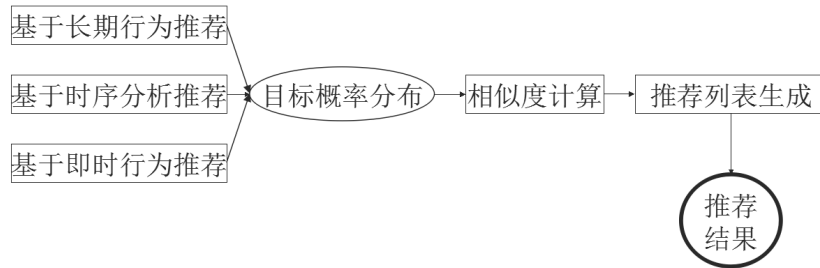 基于长期行为推荐
基于时序分析推荐
基于即时行为推荐
目标概率分布
相似度计算
推荐列表生成
推荐
结果